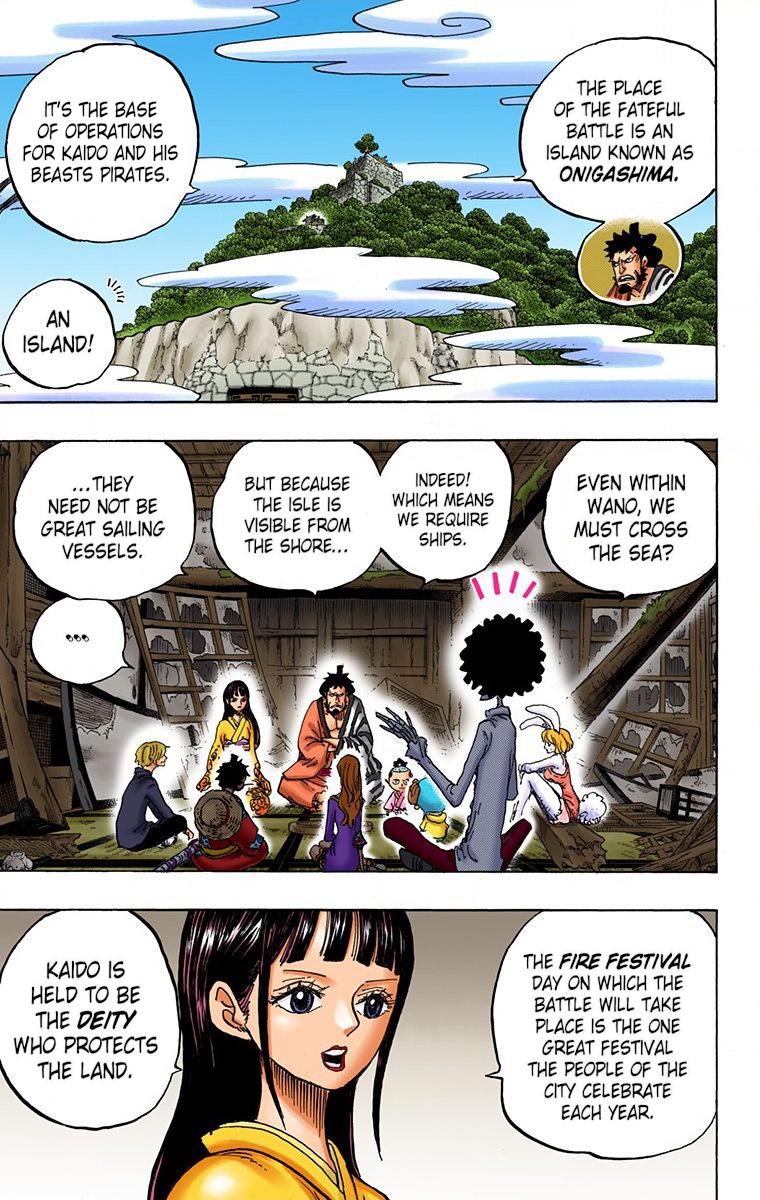 THE PLACE
OF THE FATEFUL
BATTLE IS AN
ISLAND KNOWN AS
ONIGASHIMA.
IT'S THE BASE
OF OPERATIONS
FOR KAIDO AND HIS
BEASTS PIRATES.
AN
ISLAND!
EVEN WITHIN
WANO, WE
MUST CROSS
THE SEA?
INDEED!
WHICH MEANS
WE REQUIRE
SHIPS.
BUT BECAUSE
THE ISLE IS
VISIBLE FROM
THE SHORE...
...THEY
NEED NOT BE
GREAT SAILING
VESSELS.
...
THE FIRE FESTIVAL
DAY ON WHICH THE
BATTLE WILL TAKE
PLACE IS THE ONE
GREAT FESTIVAL
THE PEOPLE OF THE
CITY CELEBRATE
EACH YEAR.
KAIDO IS
HELD TO BE
THE DEITY
WHO PROTECTS
THE LAND.